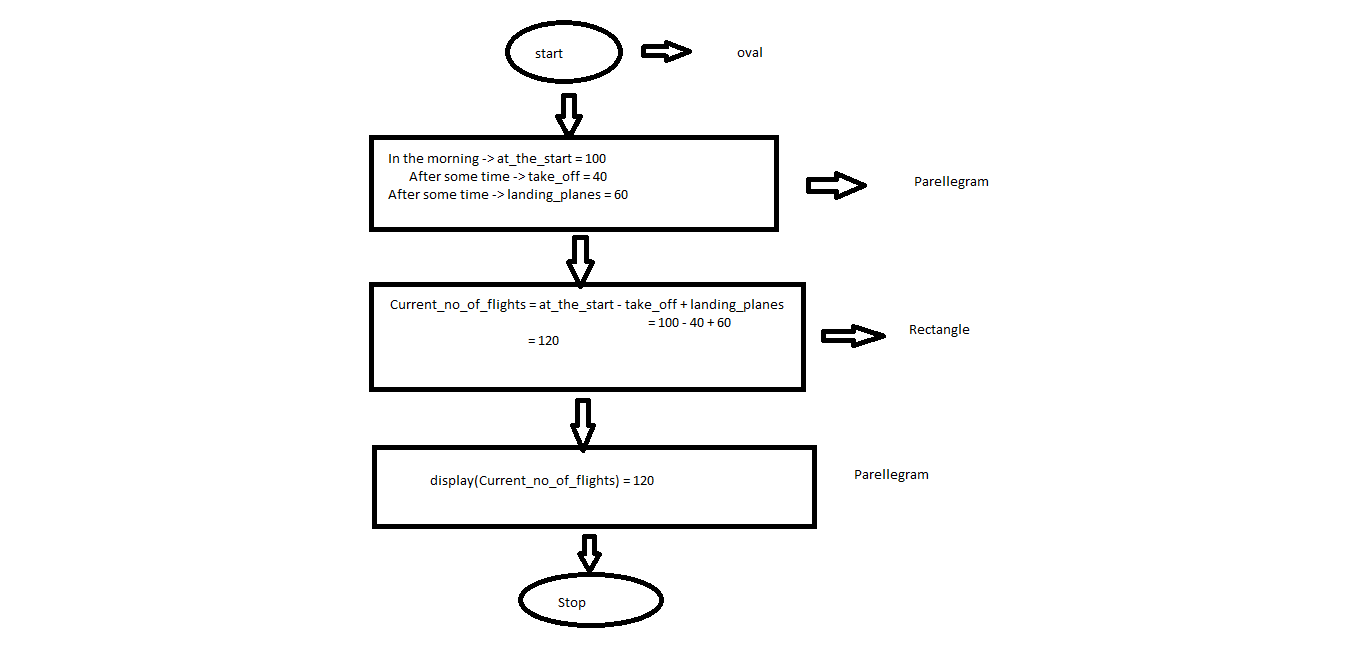 start
oval
In the morning -> at_the_start = 100
After some time -> take_off = 40
After some time -> landing_planes = 60
Parellegram
Current_no_of_flights = at_the_start - take_off + landing_planes
= 100 - 40 + 60
= 120
Rectangle
display(Current_no_of_flights) = 120
Parellegram
Stop